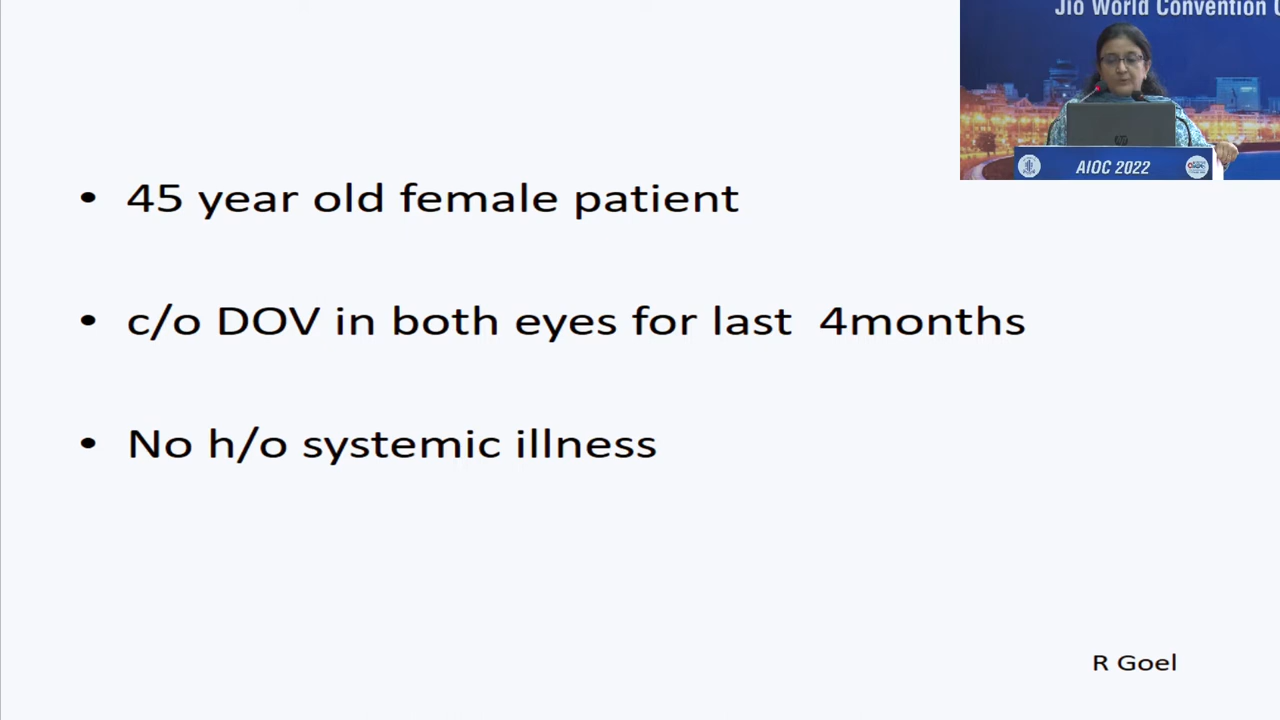 Jio World Convention
AIOC 2022
• 45 year old female patient
• c/o DOV in both eyes for last 4months
• No h/o systemic illness
R Goel